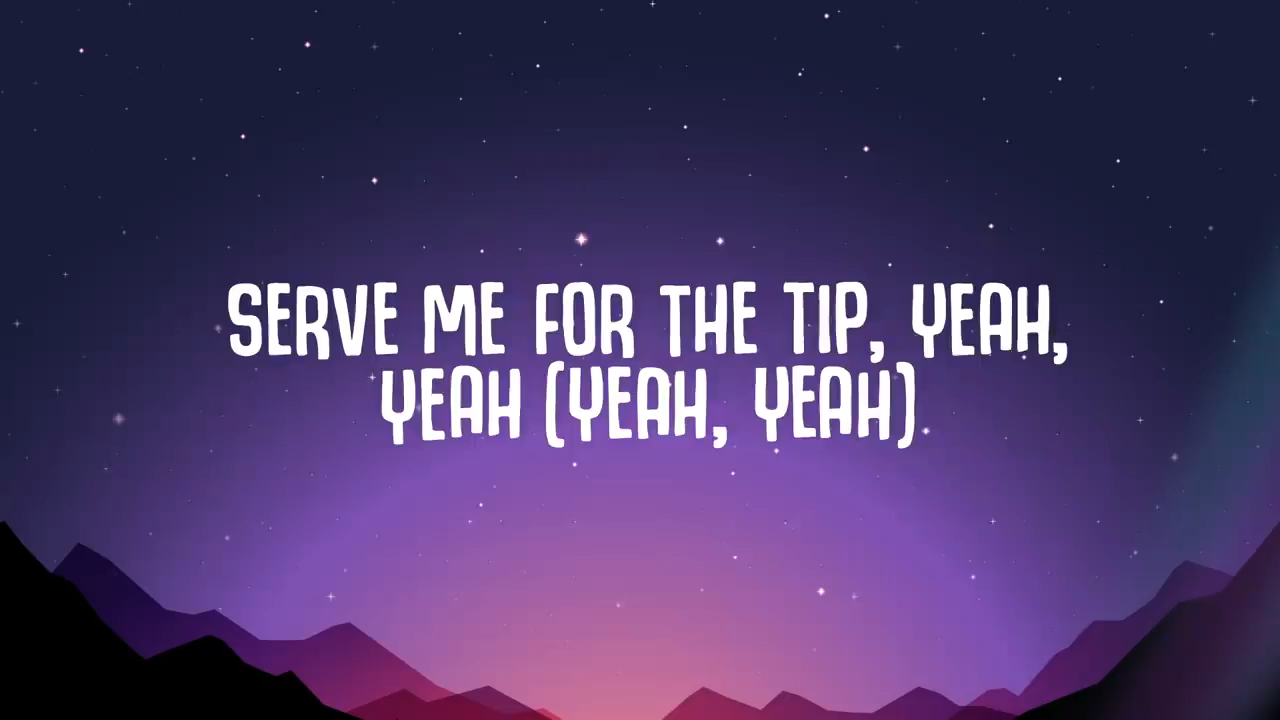 SERVE ME FOR THE TIP, YEAH,
YEAH (YEAH, YEAH)